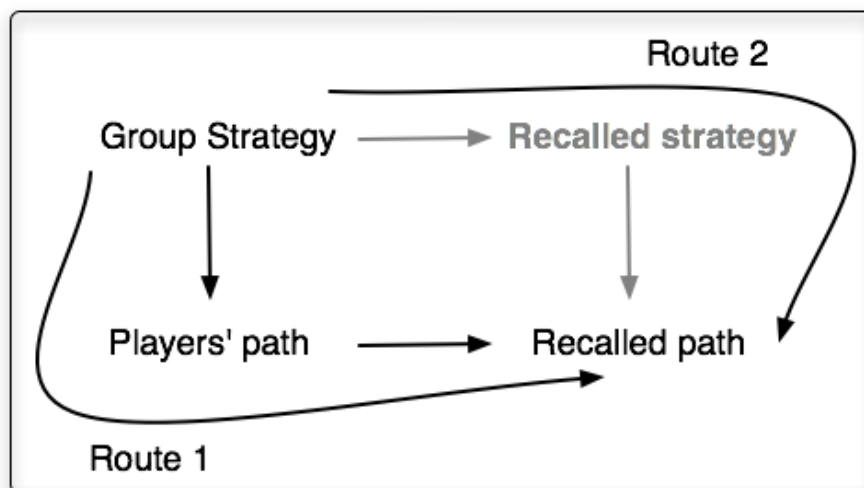 Route 2
Group Strategy
Recalled strategy
Players' path
Recalled path
Route 1